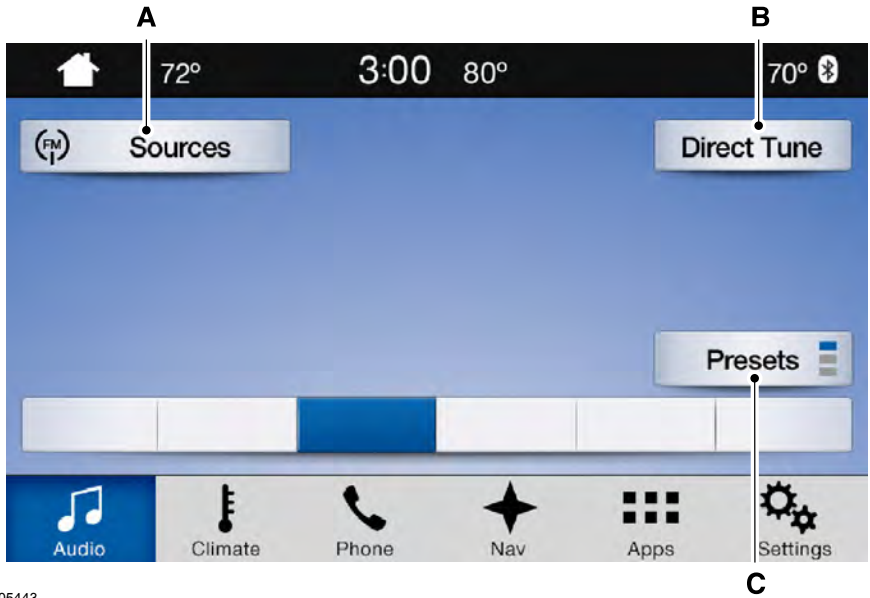 A B
72° 3:00 80° 70°
FM Sources Direct Tune
Presets
Audio Climate Phone Nav Apps Settings
C